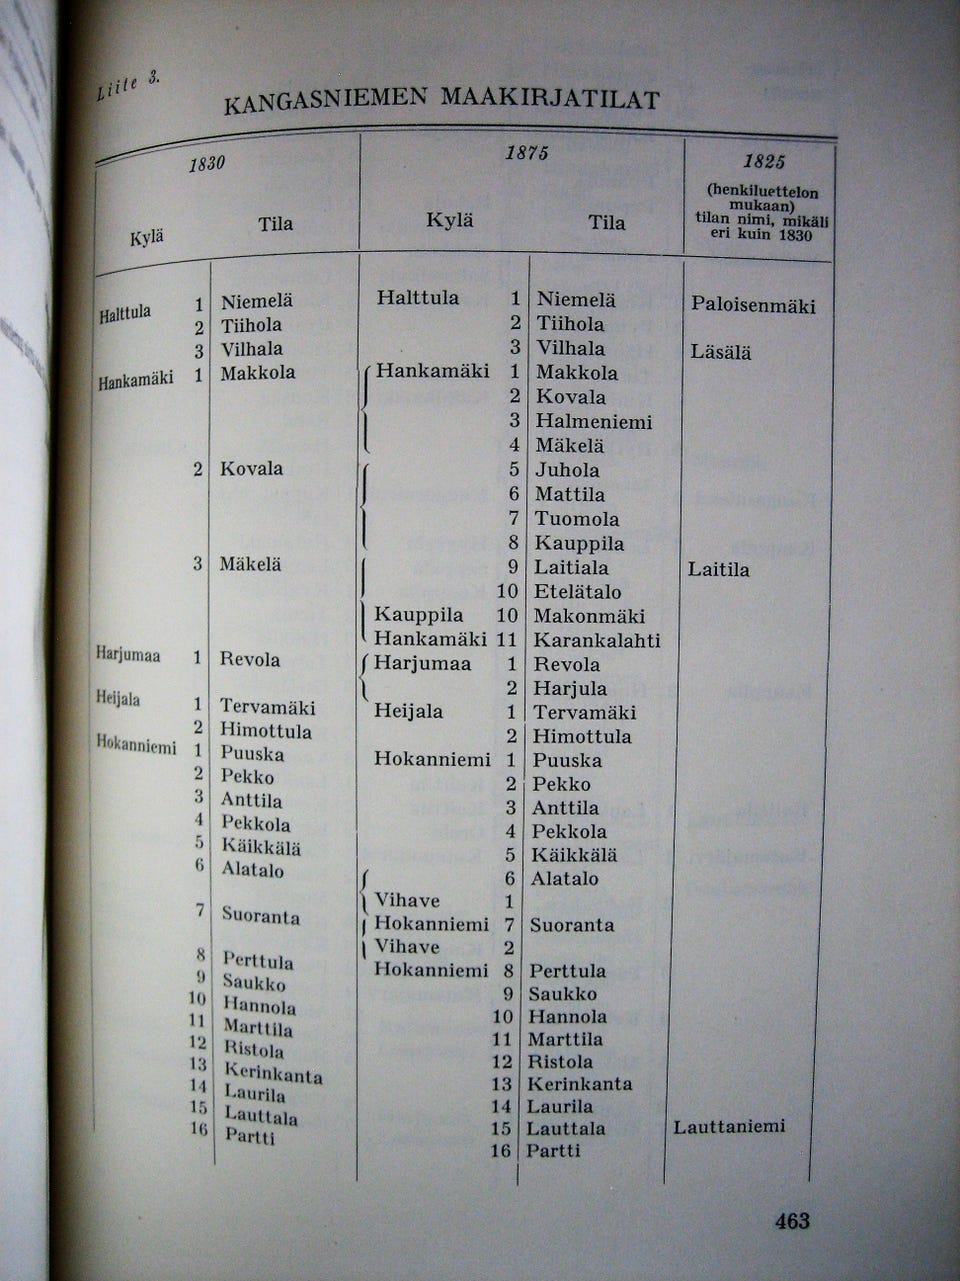 Liite 3.
KANGASNIEMEN MAAKIRJATILAT
1830 1875 1825
(henkiluettelon
mukaan)
tilan nimi, mikäli
eri kuin 1830
Kylä Tila Kylä Tila
Halttula 1 Niemelä Halttula 1 Niemelä Paloisenmäki
2 Tiihola 2 Tiihola
3 Vilhala 3 Vilhala Läsälä
Hankamäki 1 Makkola Hankamäki 1 Makkola
2 Kovala
3 Halmeniemi
4 Mäkelä
2 Kovala 5 Juhola
6 Mattila
7 Tuomola
8 Kauppila
3 Mäkelä 9 Laitiala Laitila
10 Etelätalo
Kauppila 10 Makonmäki
Hankamäki 11 Karankalahti
Harjumaa 1 Revola Harjumaa 1 Revola
2 Harjula
Heijala 1 Tervamäki Heijala 1 Tervamäki
2 Himottula 2 Himottula
Hokanniemi 1 Puuska Hokanniemi 1 Puuska
2 Pekko 2 Pekko
3 Anttila 3 Anttila
4 Pekkola 4 Pekkola
5 Käikkälä 5 Käikkälä
6 Alatalo 6 Alatalo
Vihave 1
7 Suoranta Hokanniemi 7 Suoranta
Vihave 2
8 Perttula Hokanniemi 8 Perttula
9 Saukko 9 Saukko
10 Hannola 10 Hannola
11 Marttila 11 Marttila
12 Ristola 12 Ristola
13 Kerinkanta 13 Kerinkanta
14 Laurila 14 Laurila
15 Lauttala 15 Lauttala Lauttaniemi
16 Partti 16 Partti
463